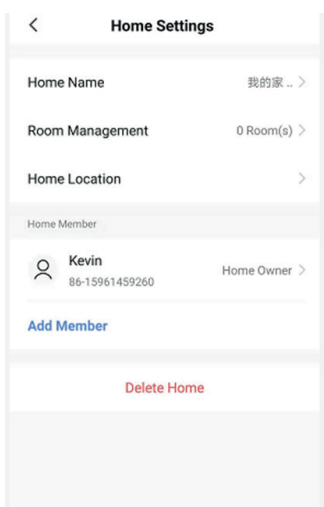 Home Settings
Home Name 我的家 ..
Room Management 0 Room(s)
Home Location
Home Member
Kevin
86-15961459260
Home Owner
Add Member
Delete Home